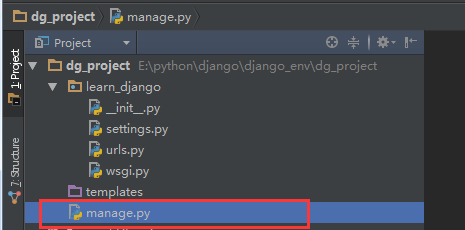 dg_project manage.py
Project
dg_project E:\python\django\django_env\dg_project
learn_django
__init__.py
settings.py
urls.py
wsgi.py
templates
manage.py
1: Project
7: Structure